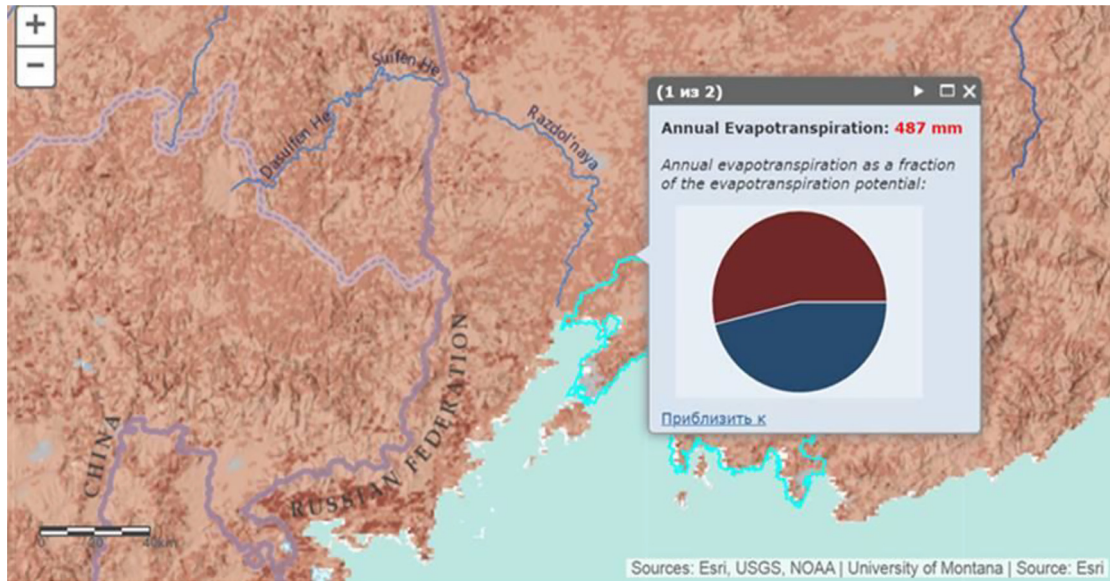 +
−
Suifen He
Dasuifen He
Razdol'naya
(1 из 2)
Annual Evapotranspiration: 487 mm
Annual evapotranspiration as a fraction
of the evapotranspiration potential:
Приблизить к
CHINA
RUSSIAN FEDERATION
Sources: Esri, USGS, NOAA | University of Montana | Source: Esri